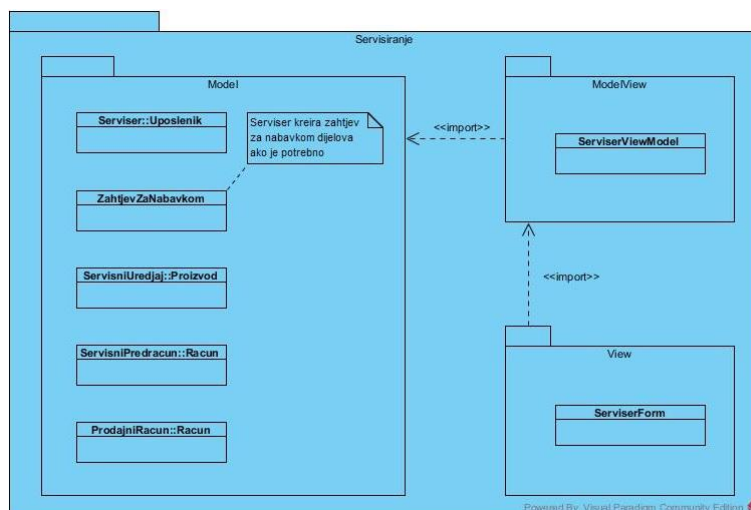 Servisiranje
Model
Serviser::Uposlenik
Serviser kreira zahtjev
za nabavkom dijelova
ako je potrebno
ZahtjevZaNabavkom
ServisniUredjaj::Proizvod
ServisniPredracun::Racun
ProdajniRacun::Racun
<<import>>
ModelView
ServiserViewModel
<<import>>
View
ServiserForm
Powered By Visual Paradigm Community Edition